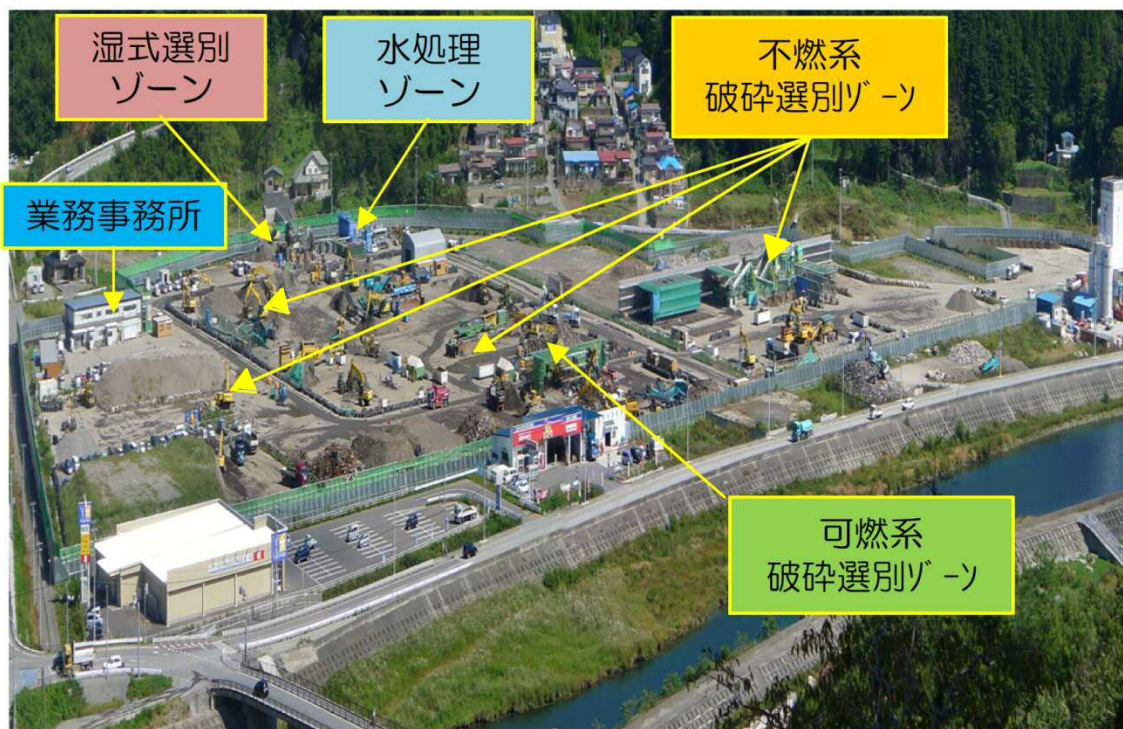 湿式選別
ゾーン
水処理
ゾーン
不燃系
破砕選別ｿﾞｰﾝ
業務事務所
可燃系
破砕選別ｿﾞｰﾝ